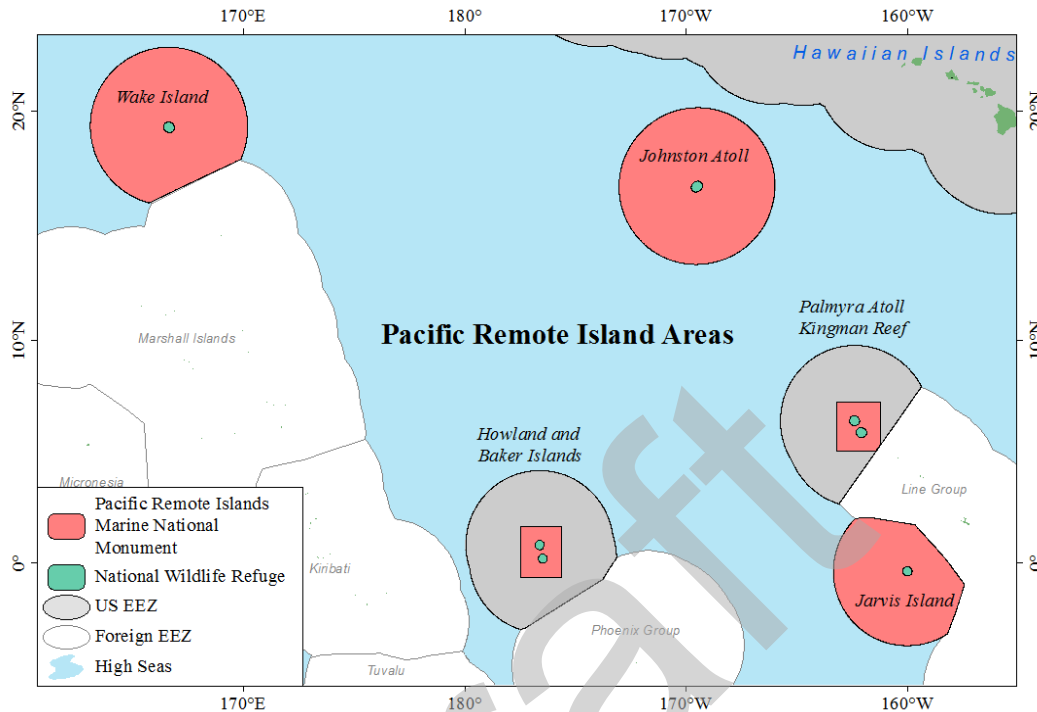 170°E 180° 170°W 160°W
Hawaiian Islands
20°N
20°N
Wake Island
Johnston Atoll
Palmyra Atoll
Kingman Reef
Pacific Remote Island Areas
Marshall Islands
10°N
10°N
Howland and
Baker Islands
Micronesia
Line Group
Pacific Remote Islands
Marine National
Monument
National Wildlife Refuge
US EEZ
Foreign EEZ
High Seas
0°
0°
Kiribati
Jarvis Island
Phoenix Group
Tuvalu
170°E 180° 170°W 160°W